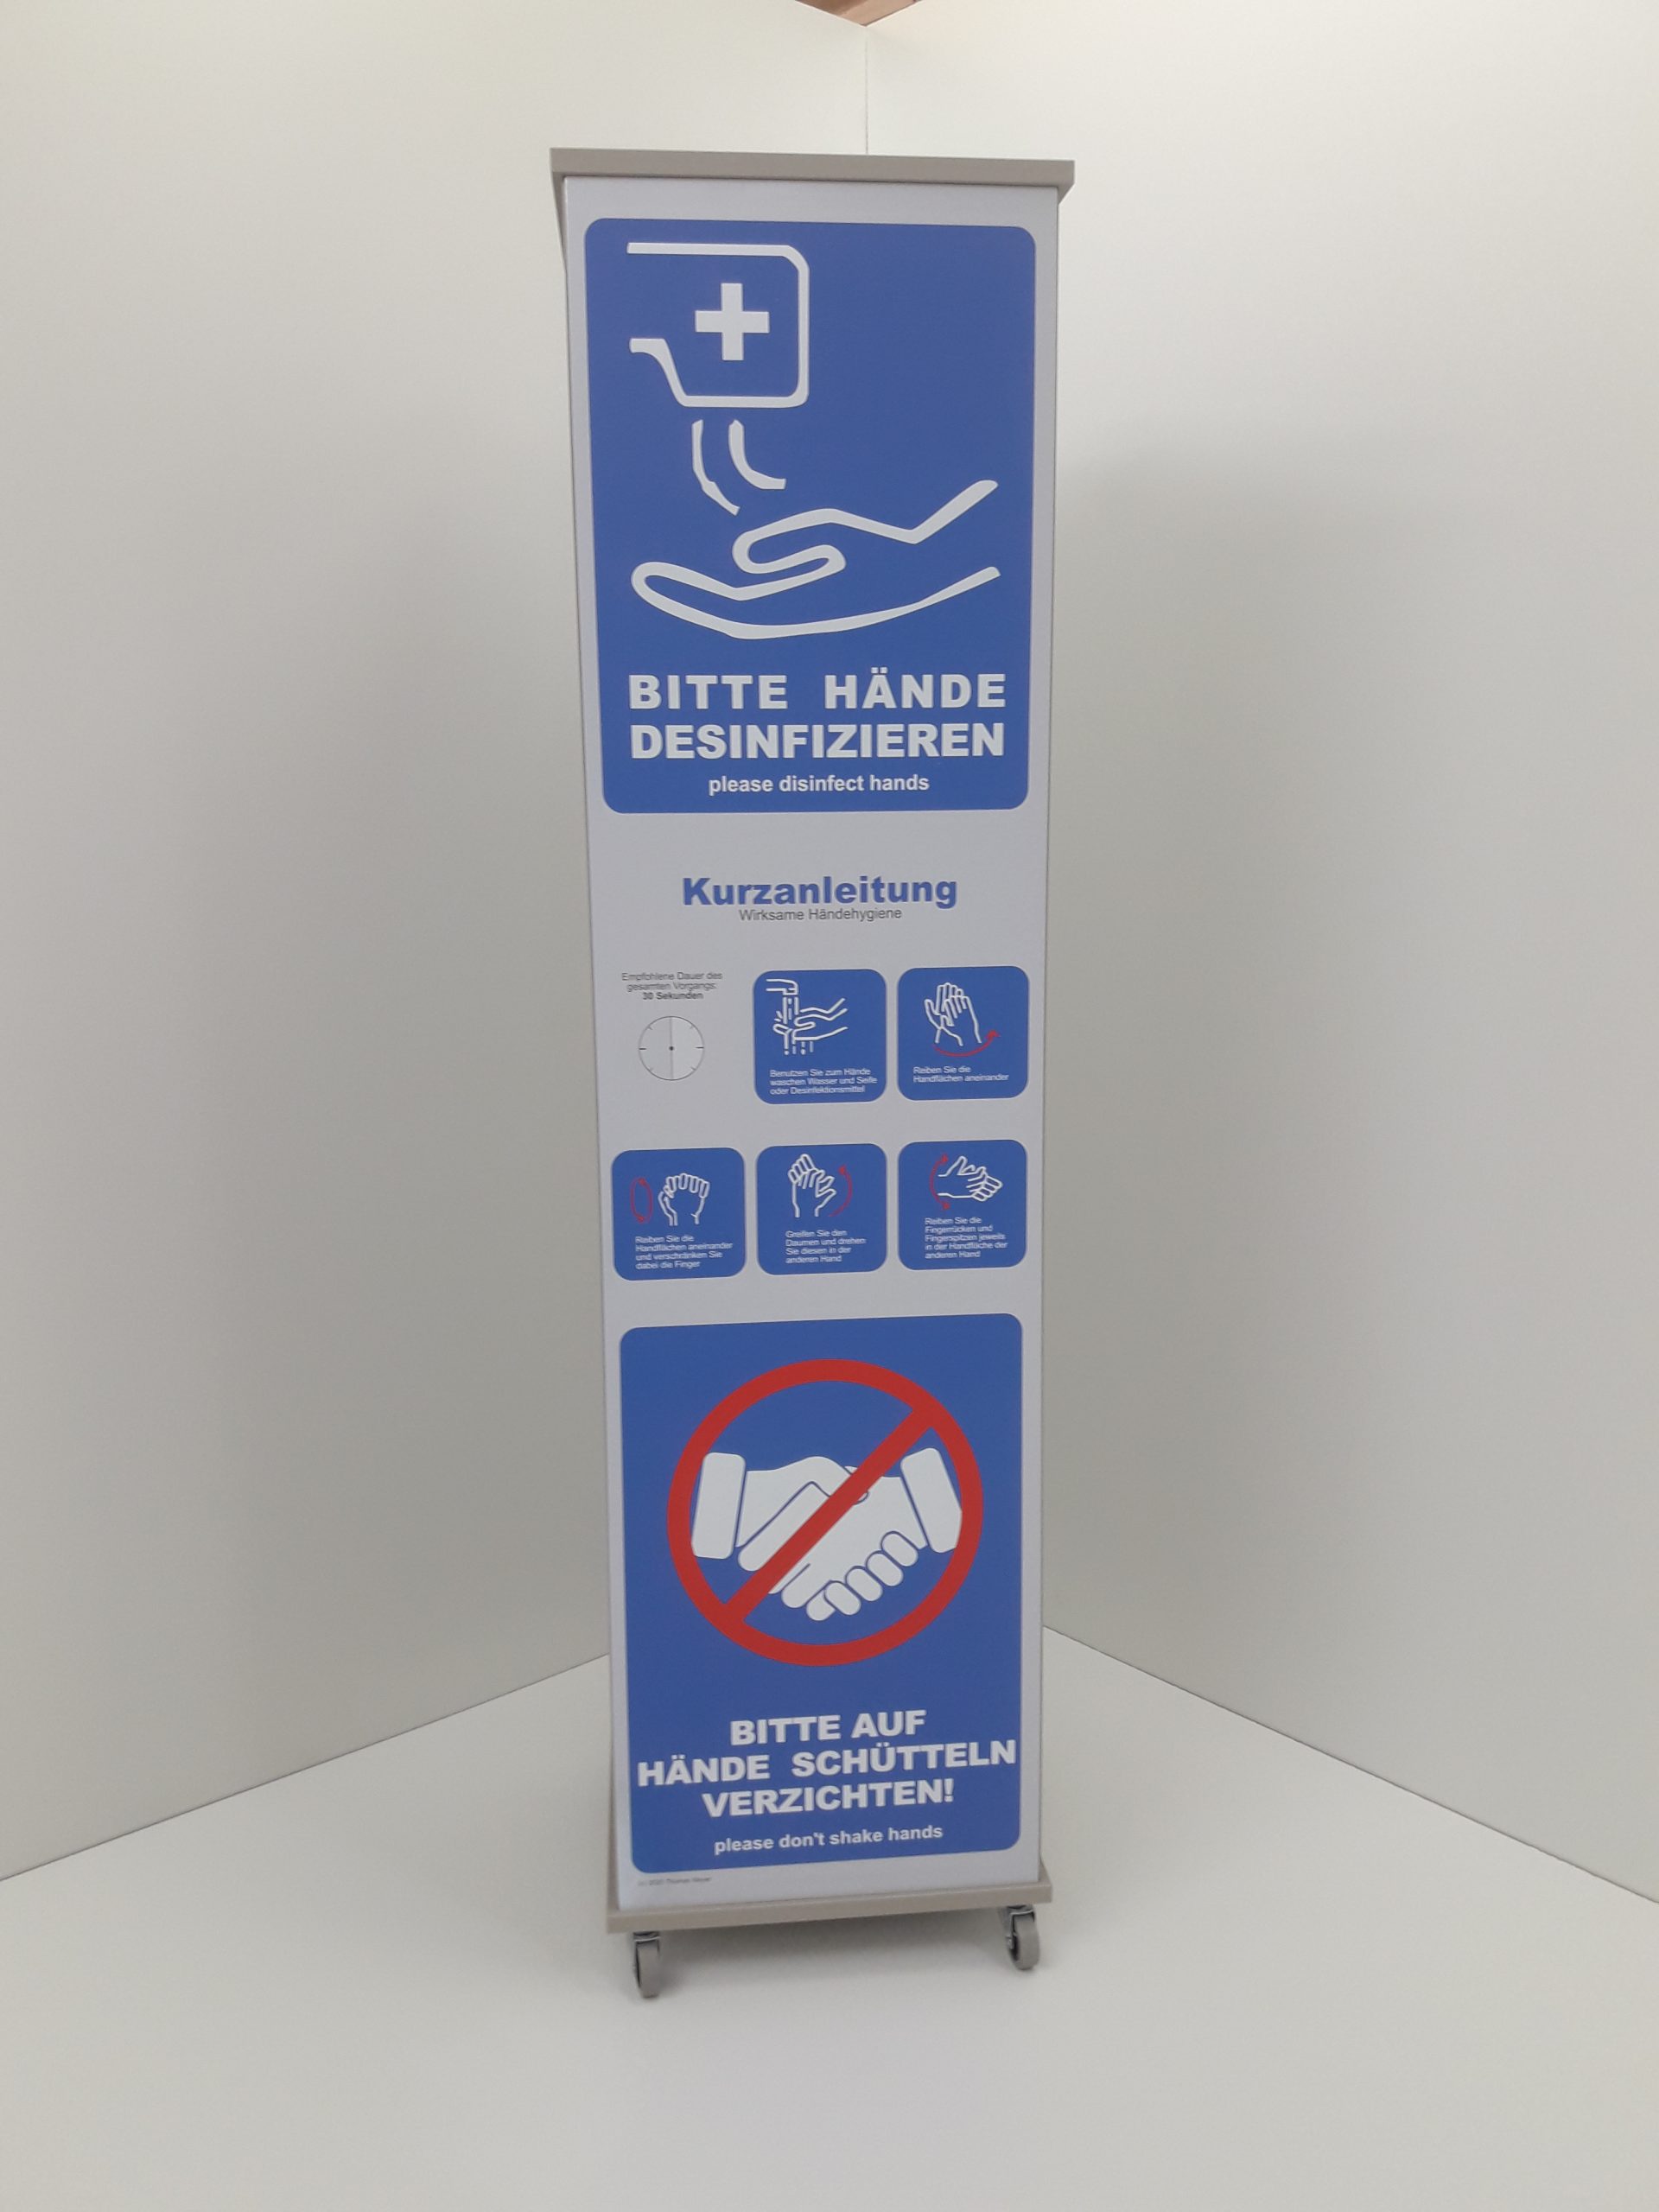 BITTE HÄNDE
DESINFIZIEREN
please disinfect hands
Kurzanleitung
Wirksame Händehygiene
Empfohlene Dauer des
gesamten Vorgangs:
30 Sekunden
Benutzen Sie zum Hände
waschen Wasser und Seife
oder Desinfektionsmittel
Reiben Sie die
Handflächen aneinander
Reiben Sie die
Handflächen aneinander
und verschränken Sie
dabei die Finger
Greifen Sie den
Daumen und drehen
Sie diesen in der
anderen Hand
Reiben Sie die
Fingerrücken und
Fingerspitzen jeweils
in der Handfläche der
anderen Hand
BITTE AUF
HÄNDE SCHÜTTELN
VERZICHTEN!
please don't shake hands